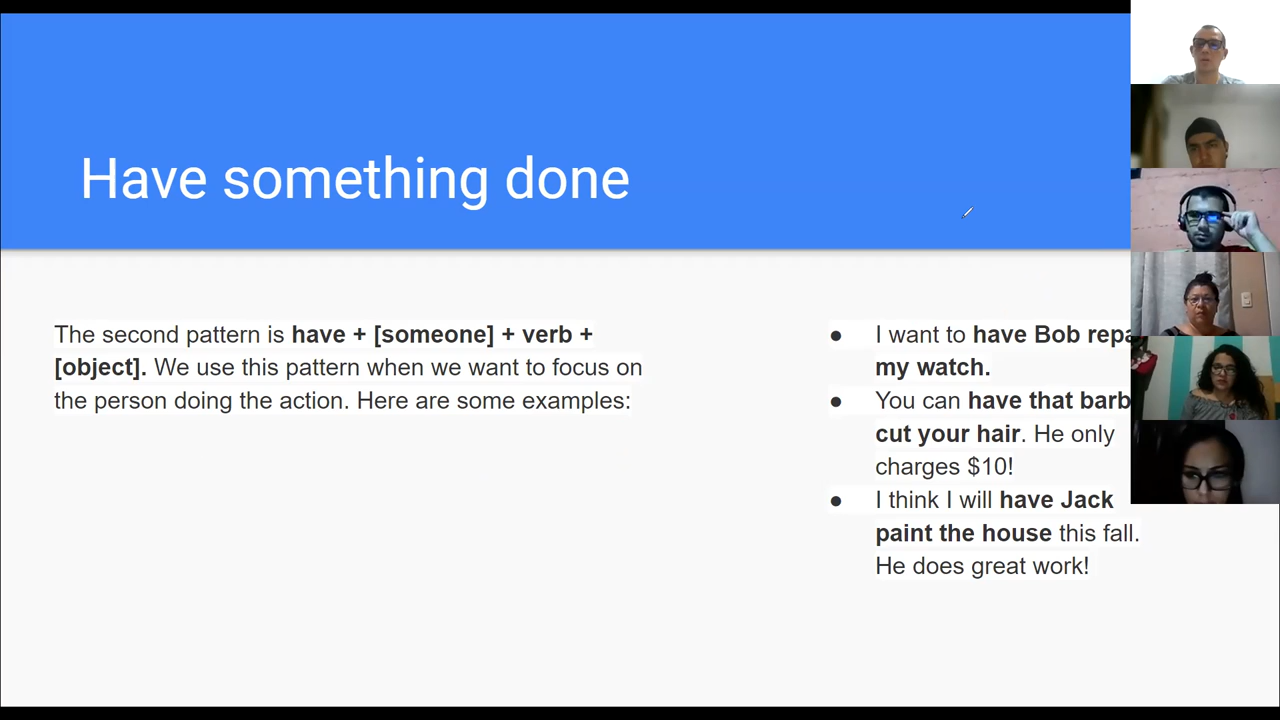 Have something done
The second pattern is have + [someone] + verb +
[object]. We use this pattern when we want to focus on
the person doing the action. Here are some examples:
● I want to have Bob
my watch.
● You can have that
cut your hair. He only
charges $10!
● I think I will have Jack
paint the house this fall.
He does great work!